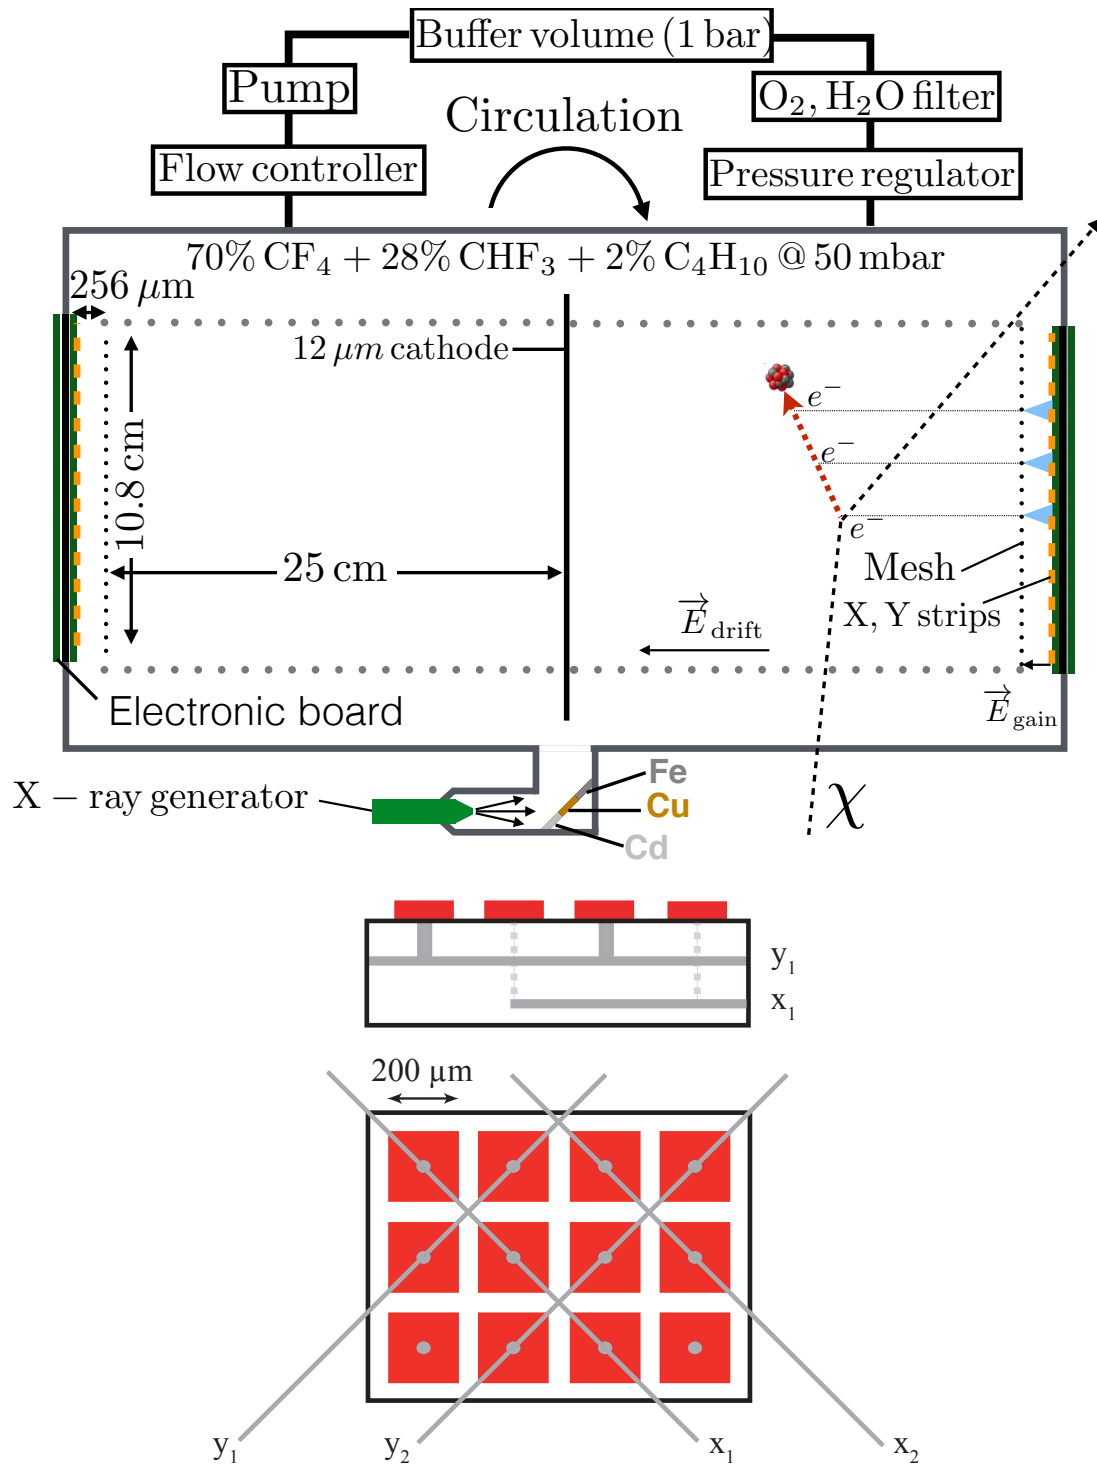 Buffer volume (1 bar)
Pump
O₂, H₂O filter
Circulation
Flow controller
Pressure regulator
70% CF₄ + 28% CHF₃ + 2% C₄H₁₀ @ 50 mbar
256 μm
12 μm cathode
10.8 cm
25 cm
e⁻
e⁻
e⁻
Mesh
X, Y strips
E⃗ drift
E⃗ gain
Electronic board
X − ray generator
Fe
Cu
Cd
χ
y₁
x₁
200 μm
y₁
y₂
x₁
x₂